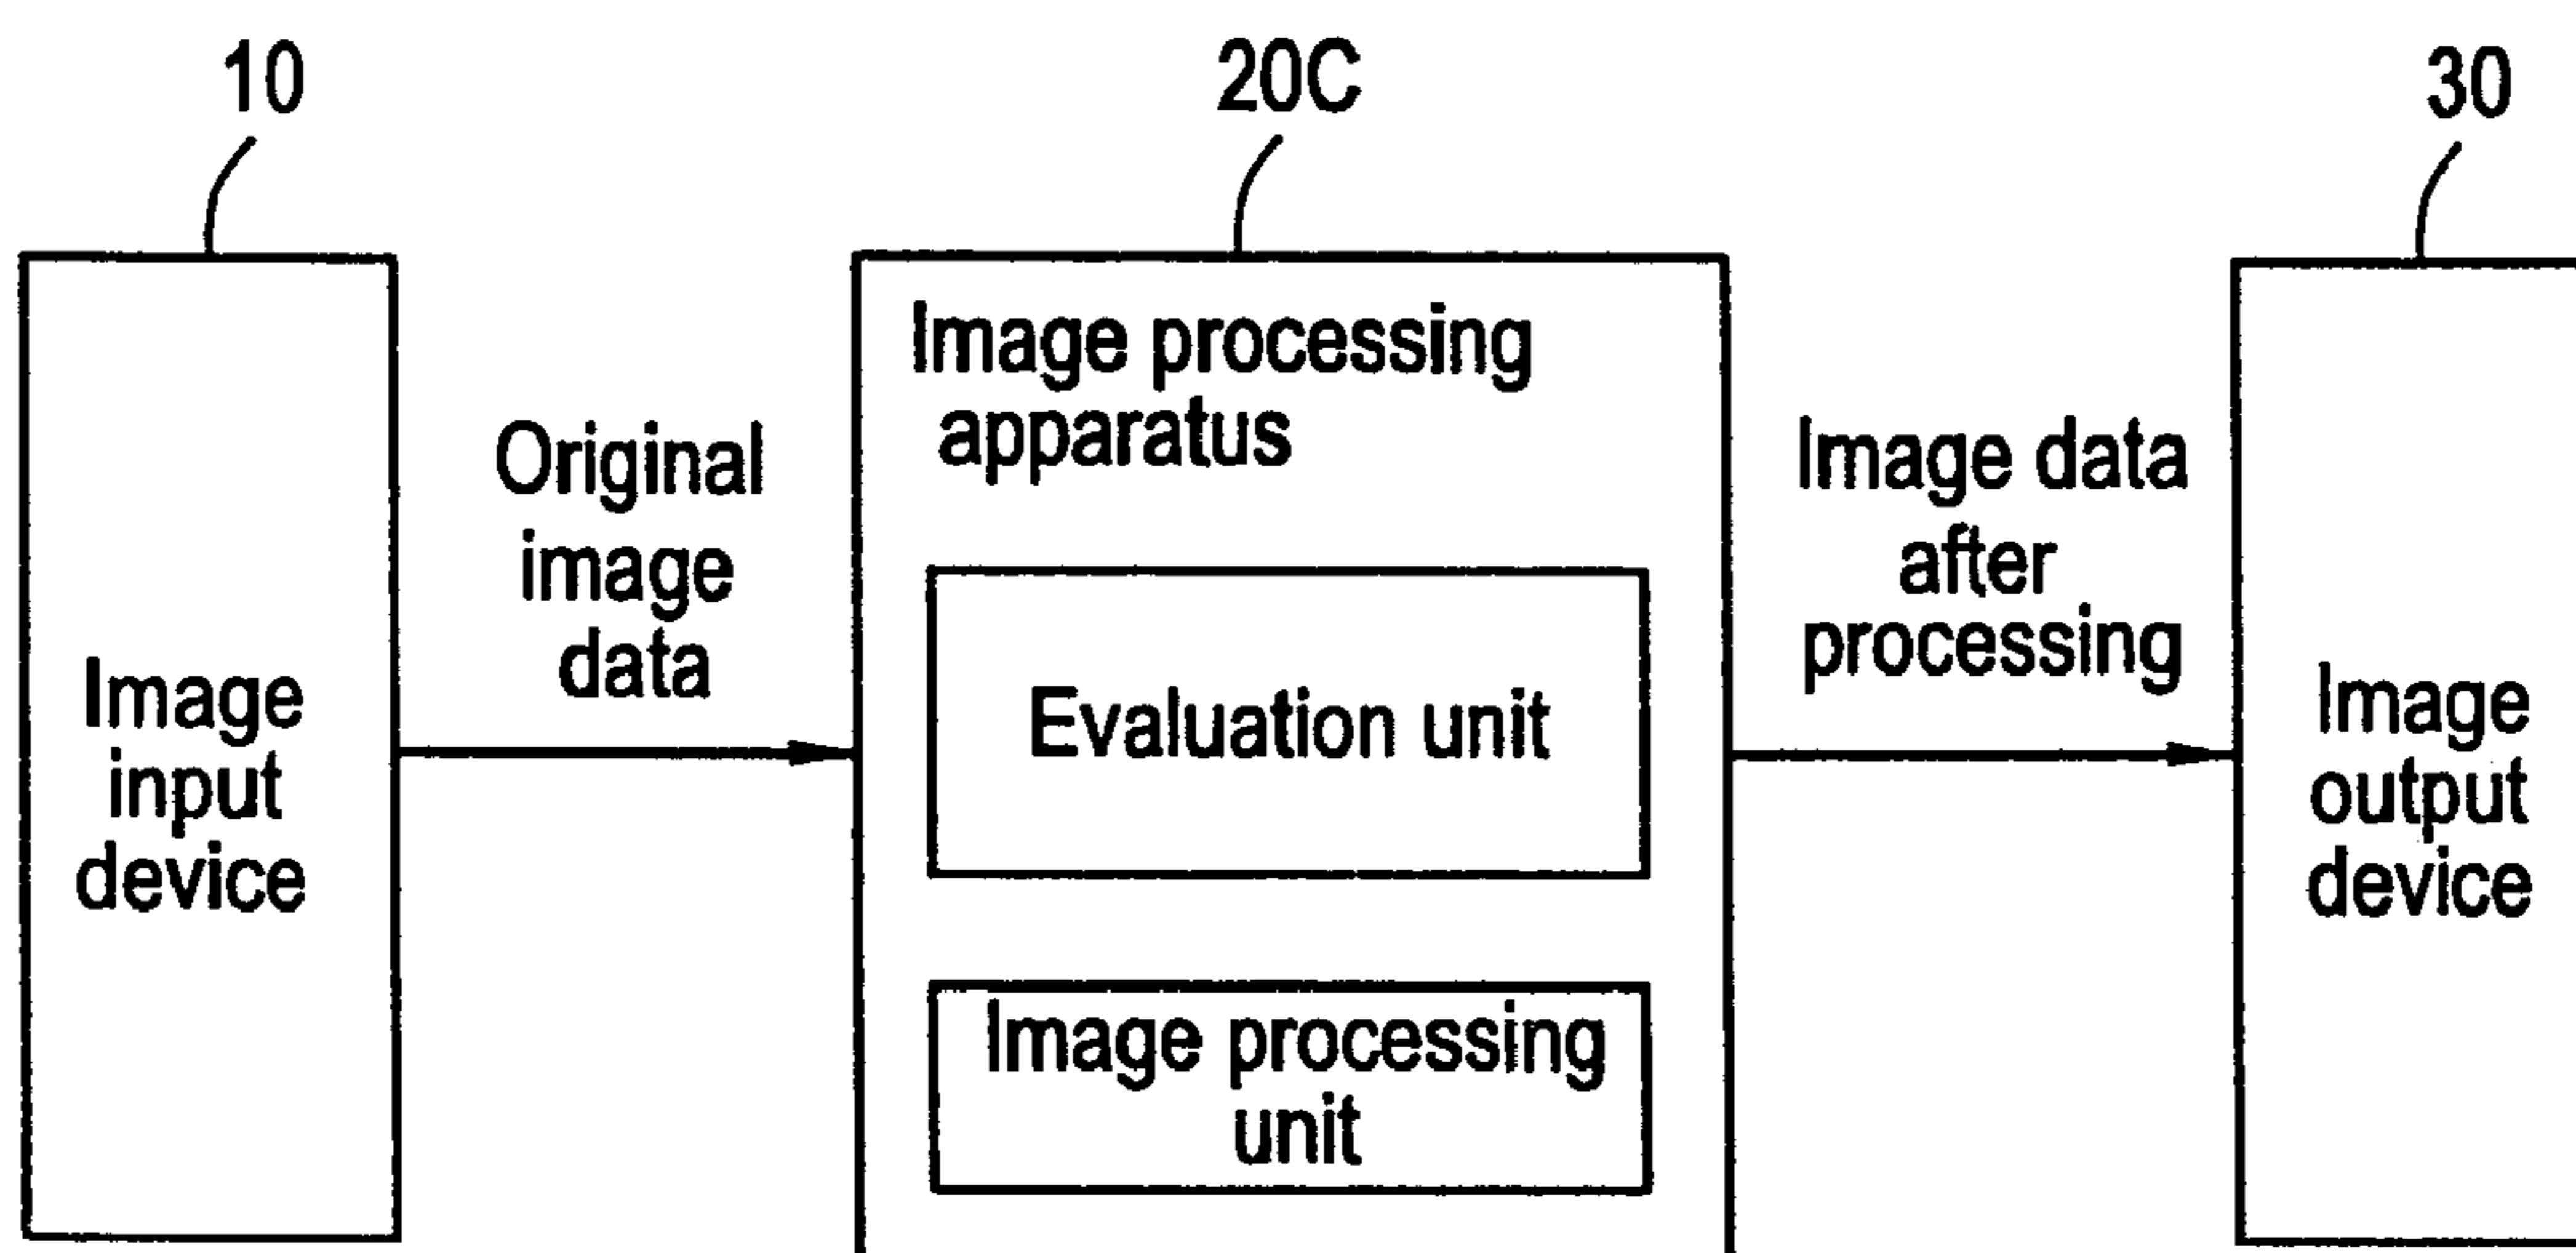 10
20C
30
Image
input
device
Original
image
data
Image processing
apparatus
Evaluation unit
Image processing
unit
Image data
after
processing
Image
output
device